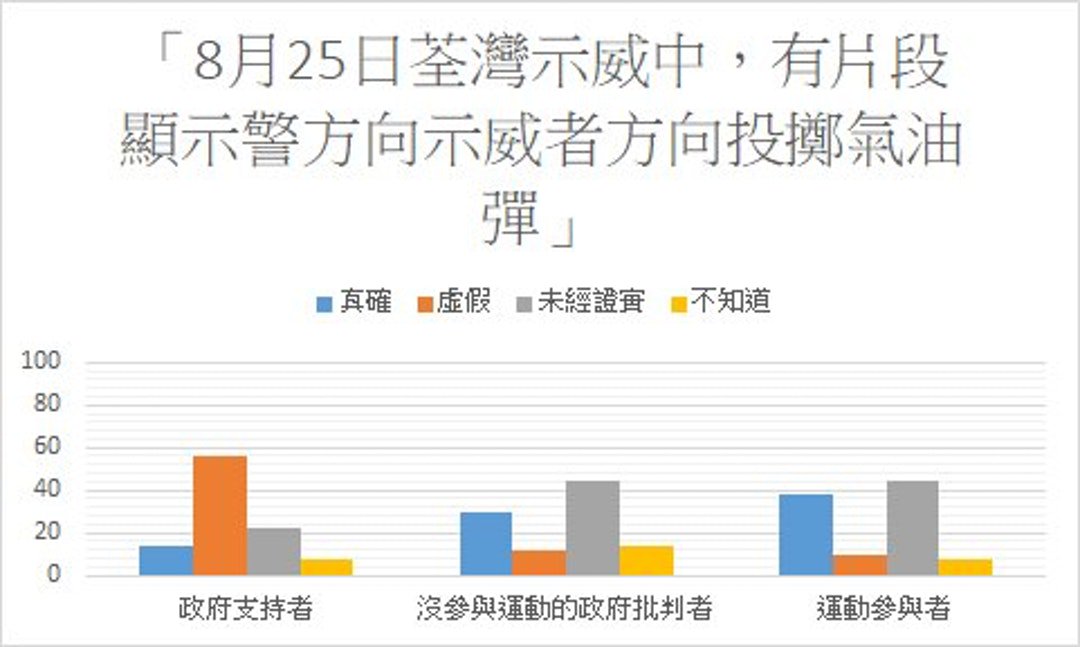 「8月25日荃灣示威中，有片段
顯示警方向示威者方向投擲氣油
彈」
真確 虛假 未經證實 不知道
100
80
60
40
20
0
政府支持者 沒參與運動的政府批判者 運動參與者